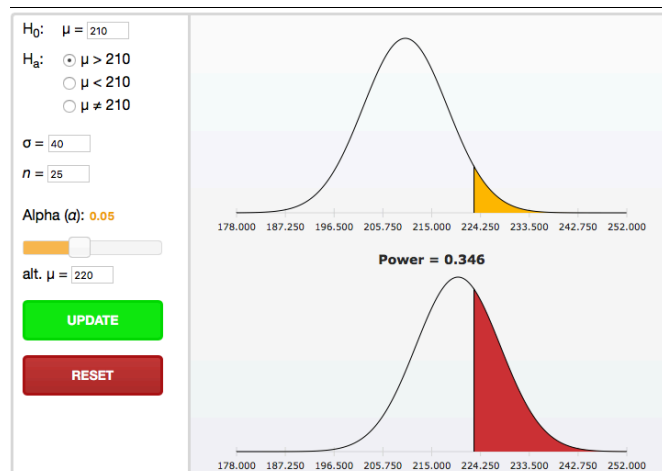 H0: μ = 210
Ha: μ > 210
μ < 210
μ ≠ 210
σ = 40
n = 25
Alpha (α): 0.05
alt. μ = 220
UPDATE
RESET
178.000 187.250 196.500 205.750 215.000 224.250 233.500 242.750 252.000
Power = 0.346
178.000 187.250 196.500 205.750 215.000 224.250 233.500 242.750 252.000